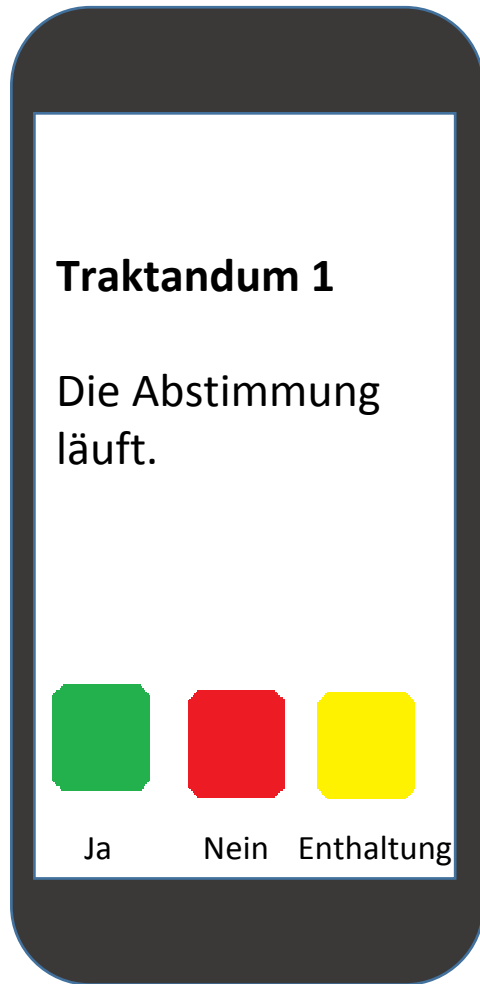 Traktandum 1
Die Abstimmung
läuft.
Ja Nein Enthaltung